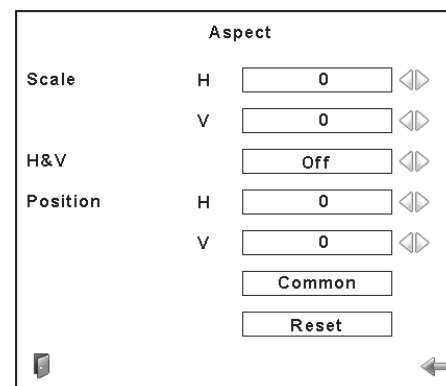 Aspect
Scale H 0
V 0
H&V Off
Position H 0
V 0
Common
Reset